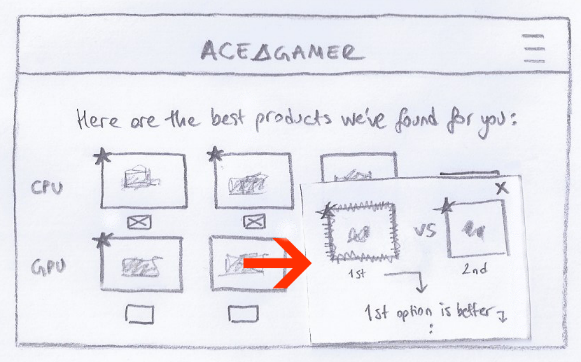 ACE△GAMER
Here are the best products we've found for you:
CPU
X
VS
1st
2nd
GPU
1st option is better
: